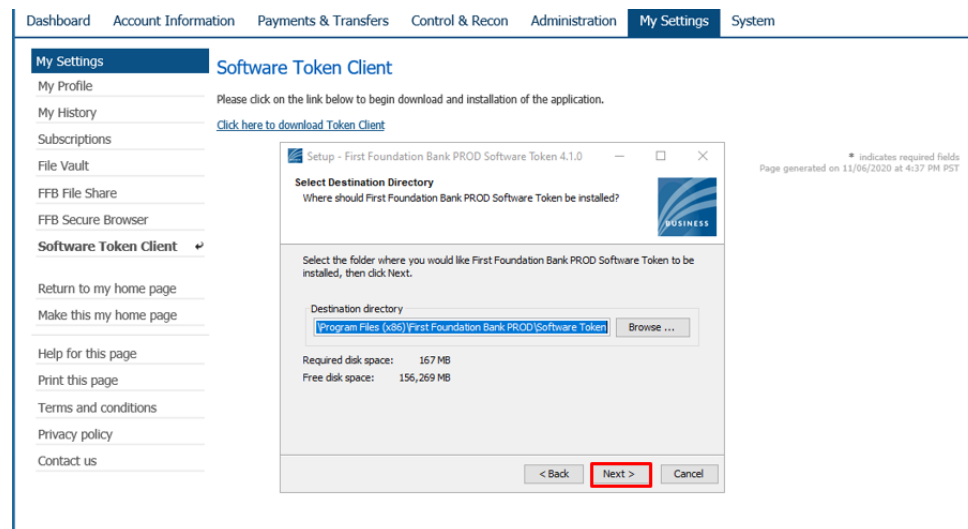 Dashboard Account Information Payments & Transfers Control & Recon Administration My Settings System
My Settings
My Profile
My History
Subscriptions
File Vault
FFB File Share
FFB Secure Browser
Software Token Client
Return to my home page
Make this my home page
Help for this page
Print this page
Terms and conditions
Privacy policy
Contact us
Software Token Client
Please click on the link below to begin download and installation of the application.
Click here to download Token Client
* indicates required fields
Page generated on 11/06/2020 at 4:37 PM PST
Setup - First Foundation Bank PROD Software Token 4.1.0
Select Destination Directory
Where should First Foundation Bank PROD Software Token be installed?
BUSINESS
Select the folder where you would like First Foundation Bank PROD Software Token to be
installed, then click Next.
Destination directory
\Program Files (x86)\First Foundation Bank PROD\Software Token
Browse ...
Required disk space: 167 MB
Free disk space: 156,269 MB
< Back Next > Cancel